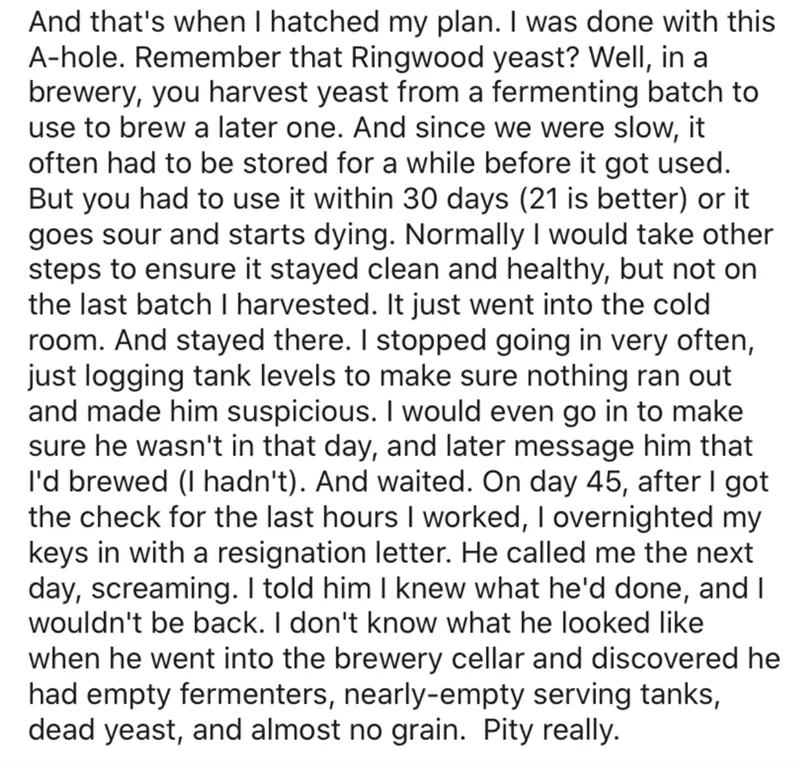 And that's when I hatched my plan. I was done with this
A-hole. Remember that Ringwood yeast? Well, in a
brewery, you harvest yeast from a fermenting batch to
use to brew a later one. And since we were slow, it
often had to be stored for a while before it got used.
But you had to use it within 30 days (21 is better) or it
goes sour and starts dying. Normally I would take other
steps to ensure it stayed clean and healthy, but not on
the last batch I harvested. It just went into the cold
room. And stayed there. I stopped going in very often,
just logging tank levels to make sure nothing ran out
and made him suspicious. I would even go in to make
sure he wasn't in that day, and later message him that
I'd brewed (I hadn't). And waited. On day 45, after I got
the check for the last hours I worked, I overnighted my
keys in with a resignation letter. He called me the next
day, screaming. I told him I knew what he'd done, and I
wouldn't be back. I don't know what he looked like
when he went into the brewery cellar and discovered he
had empty fermenters, nearly-empty serving tanks,
dead yeast, and almost no grain.  Pity really.